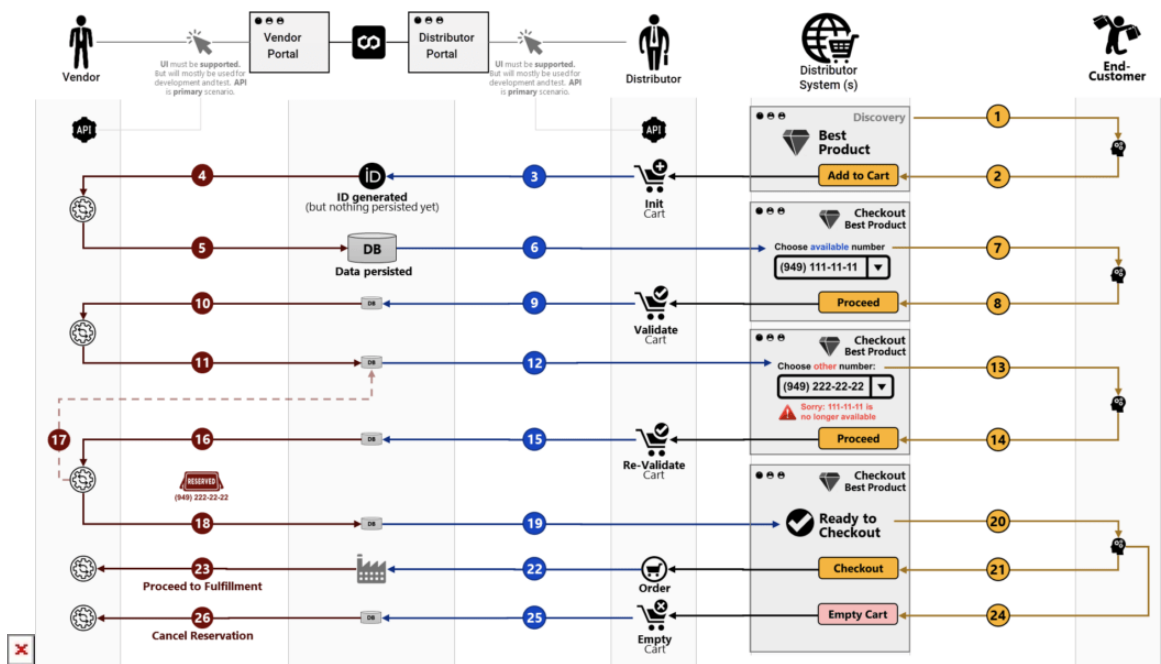 Vendor
UI must be supported.
But will mostly be used for
development and test. API
is primary scenario.
Vendor
Portal
Distributor
Portal
UI must be supported.
But will mostly be used for
development and test. API
is primary scenario.
Distributor
Distributor
System (s)
End-
Customer
API
API
Discovery
1
Best
Product
4
iD
3
Add to Cart
2
ID generated
(but nothing persisted yet)
Init
Cart
Checkout
Best Product
5
DB
6
Choose available number
7
Data persisted
(949) 111-11-11
10
DB
9
Proceed
8
Validate
Cart
Checkout
Best Product
11
DB
12
Choose other number:
13
(949) 222-22-22
Sorry: 111-11-11 is
no longer available
17
16
DB
15
Proceed
14
Re-Validate
Cart
RESERVED
(949) 222-22-22
Checkout
Best Product
18
DB
19
Ready to
Checkout
20
23
22
Checkout
21
Proceed to Fulfillment
Order
26
DB
25
Empty Cart
24
Cancel Reservation
Empty
Cart